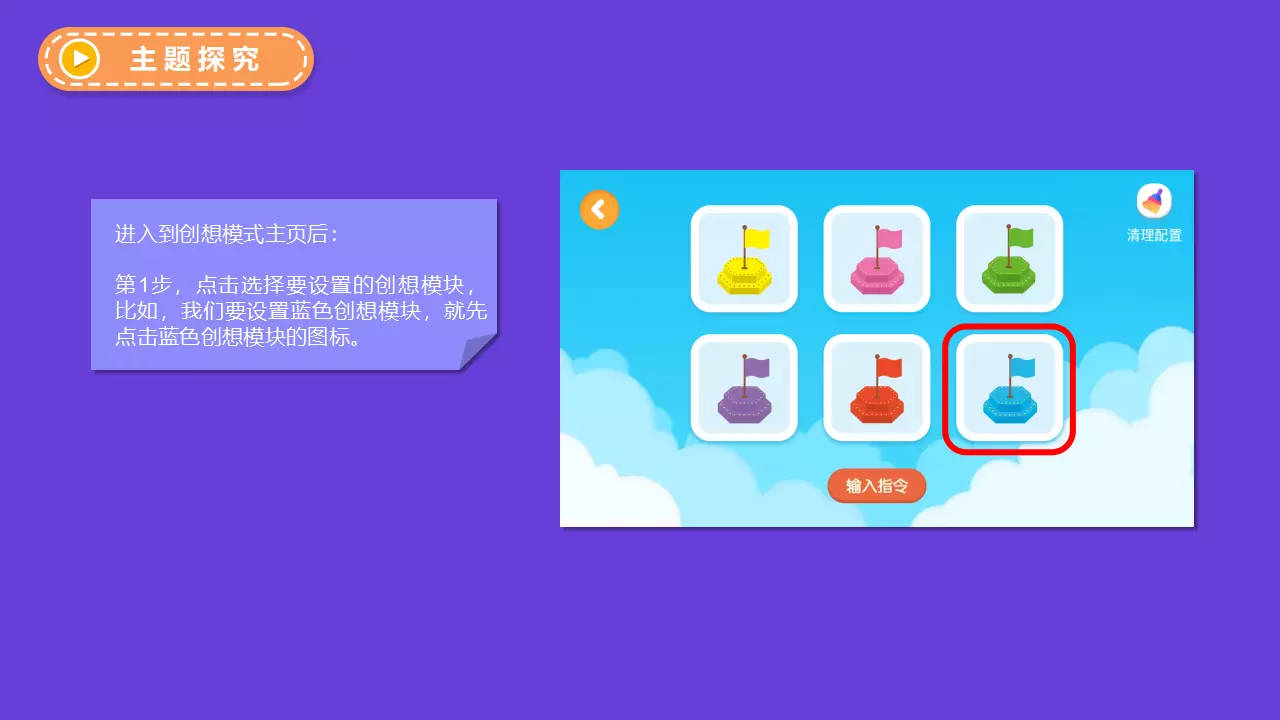 主题探究
进入到创想模式主页后：
第1步，点击选择要设置的创想模块，
比如，我们要设置蓝色创想模块，就先
点击蓝色创想模块的图标。
清理配置
输入指令